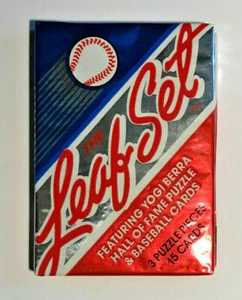 THE
Leaf Set
FEATURING YOGI BERRA
HALL OF FAME PUZZLE
& BASEBALL CARDS
3 PUZZLE PIECES
15 CARDS